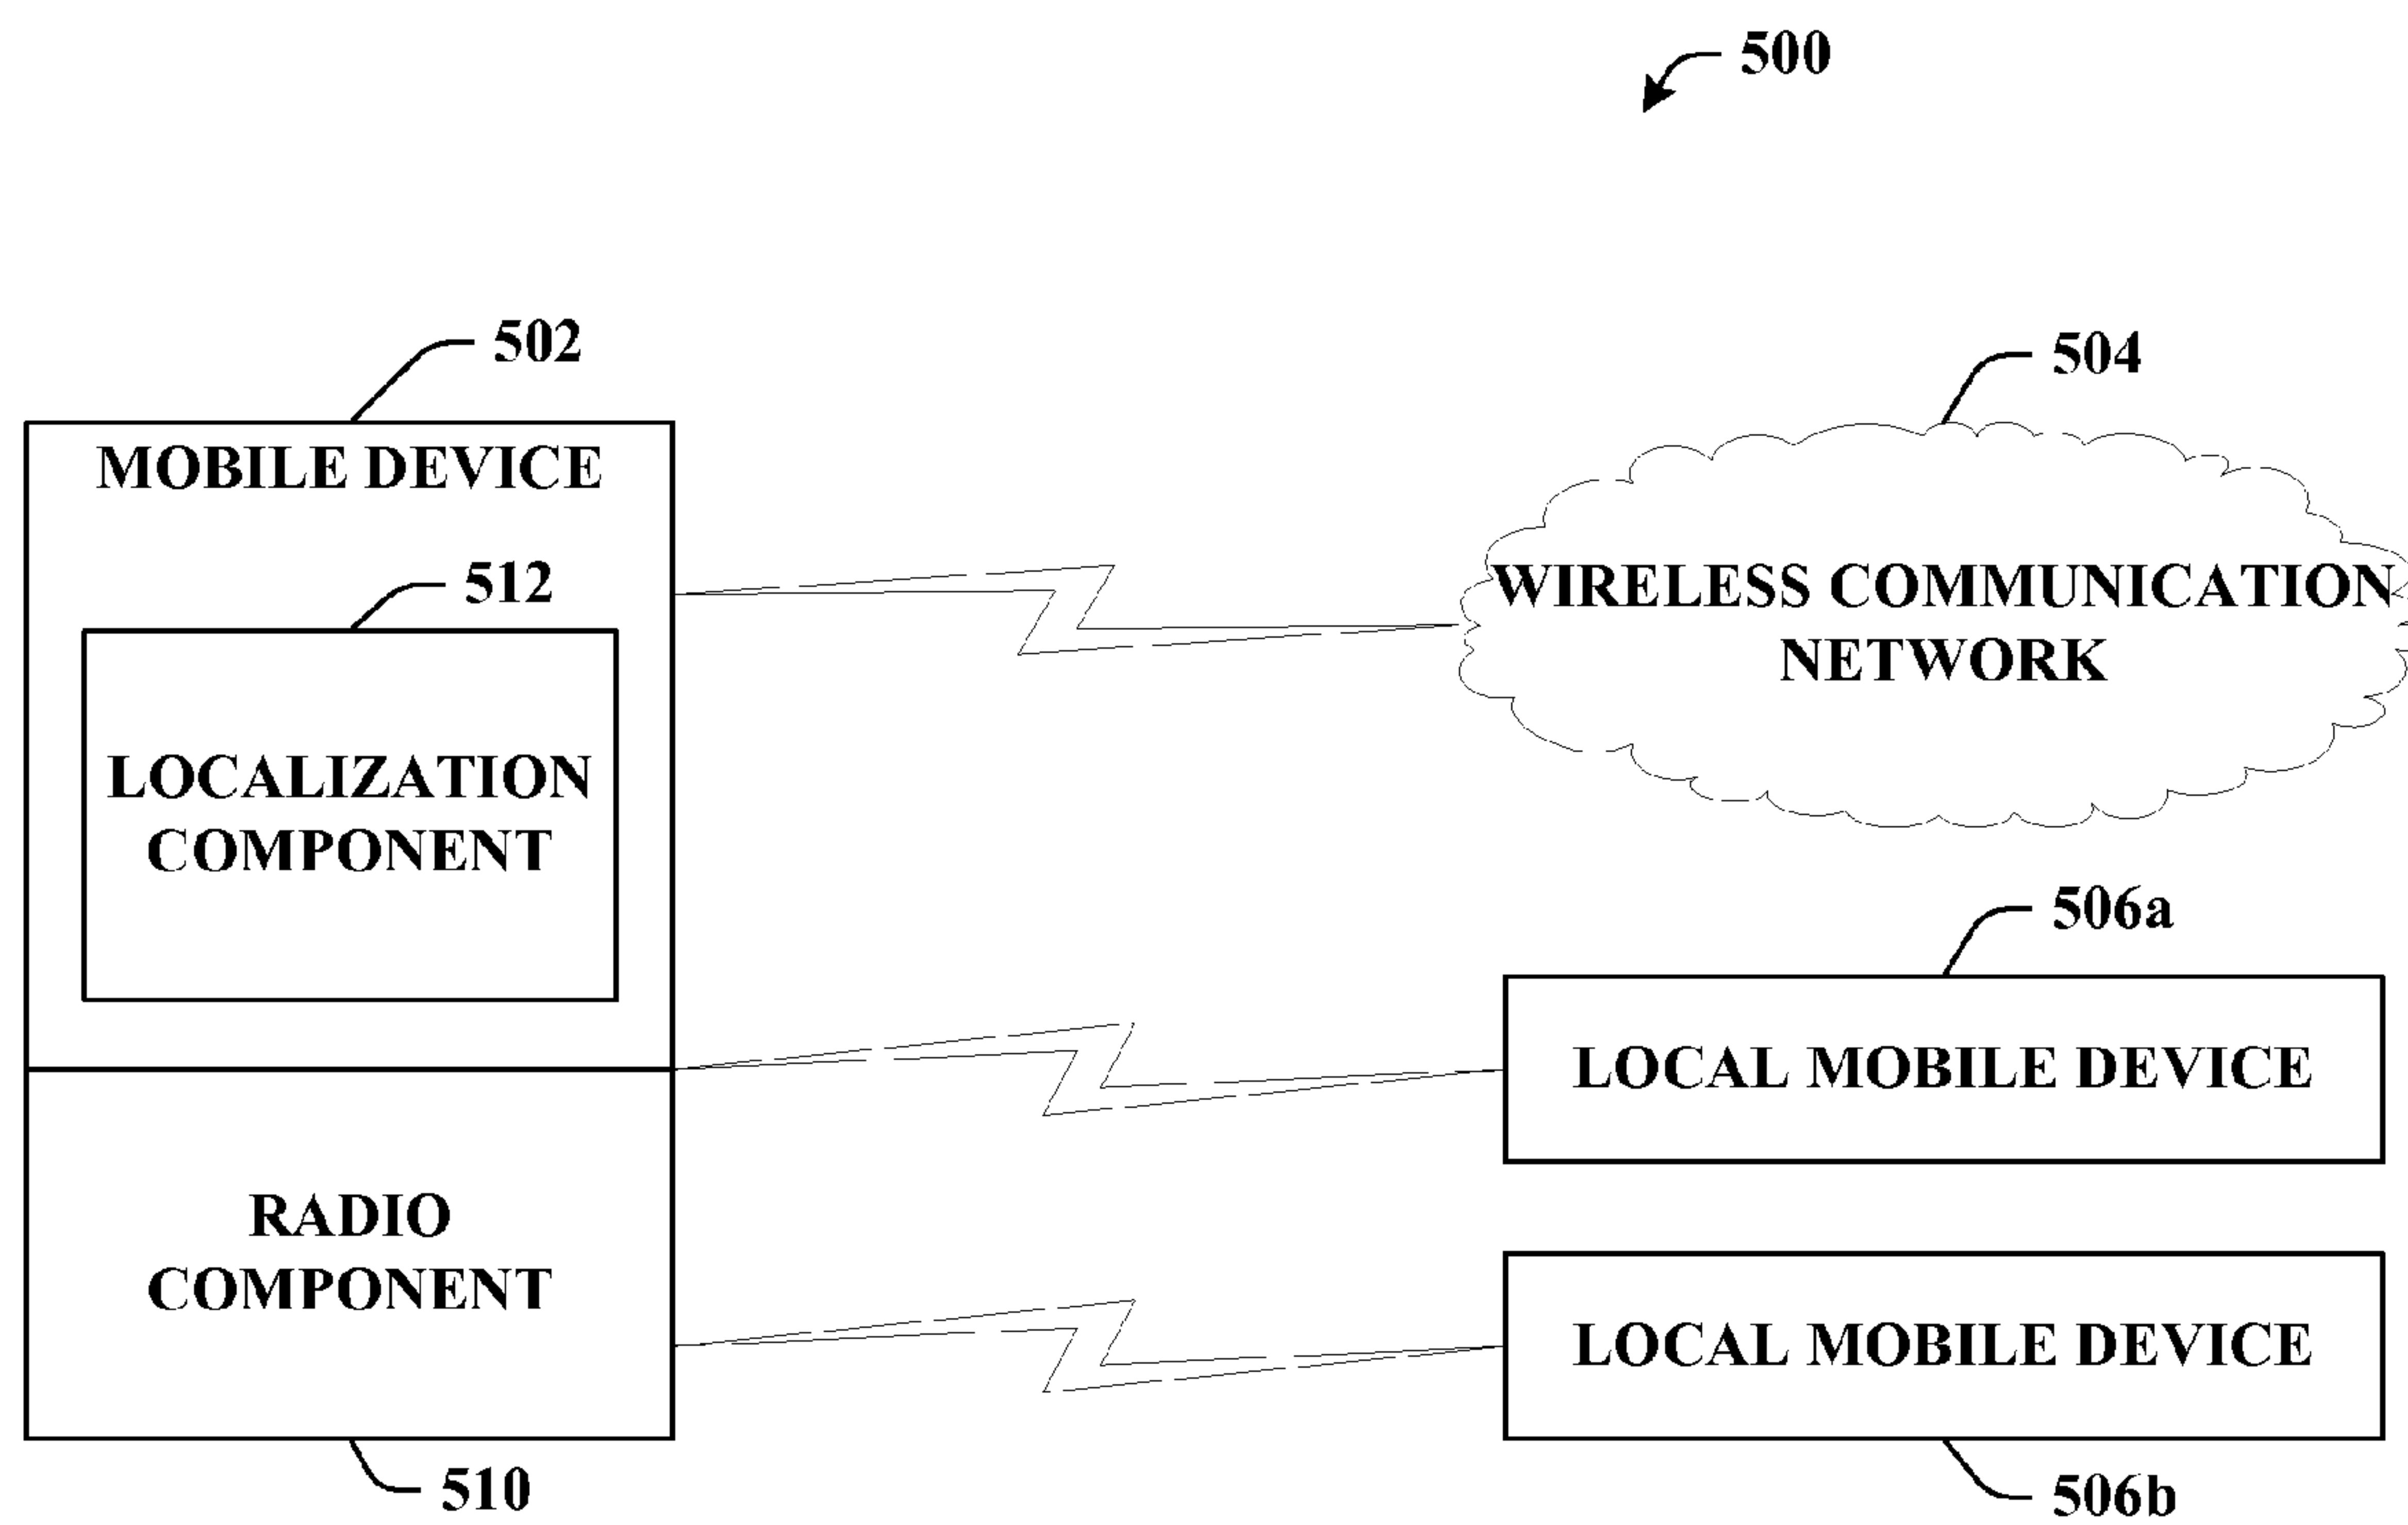 500
502
504
MOBILE DEVICE
512
WIRELESS COMMUNICATION
NETWORK
LOCALIZATION
COMPONENT
506a
LOCAL MOBILE DEVICE
RADIO
COMPONENT
LOCAL MOBILE DEVICE
510
506b